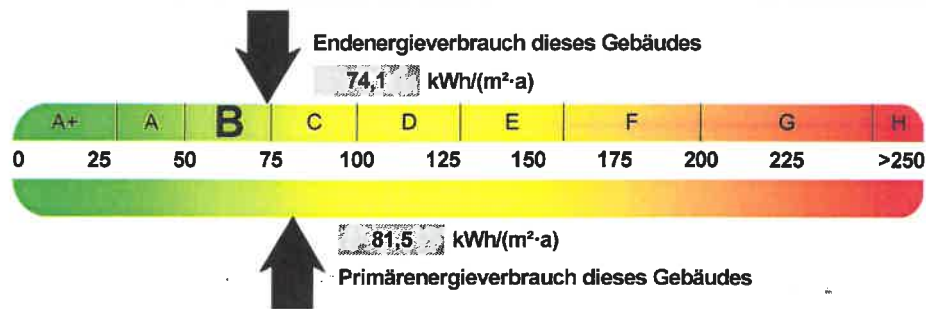 Endenergieverbrauch dieses Gebäudes
74,1 kWh/(m²·a)
A+ A B C D E F G H
0 25 50 75 100 125 150 175 200 225 >250
81,5 kWh/(m²·a)
Primärenergieverbrauch dieses Gebäudes